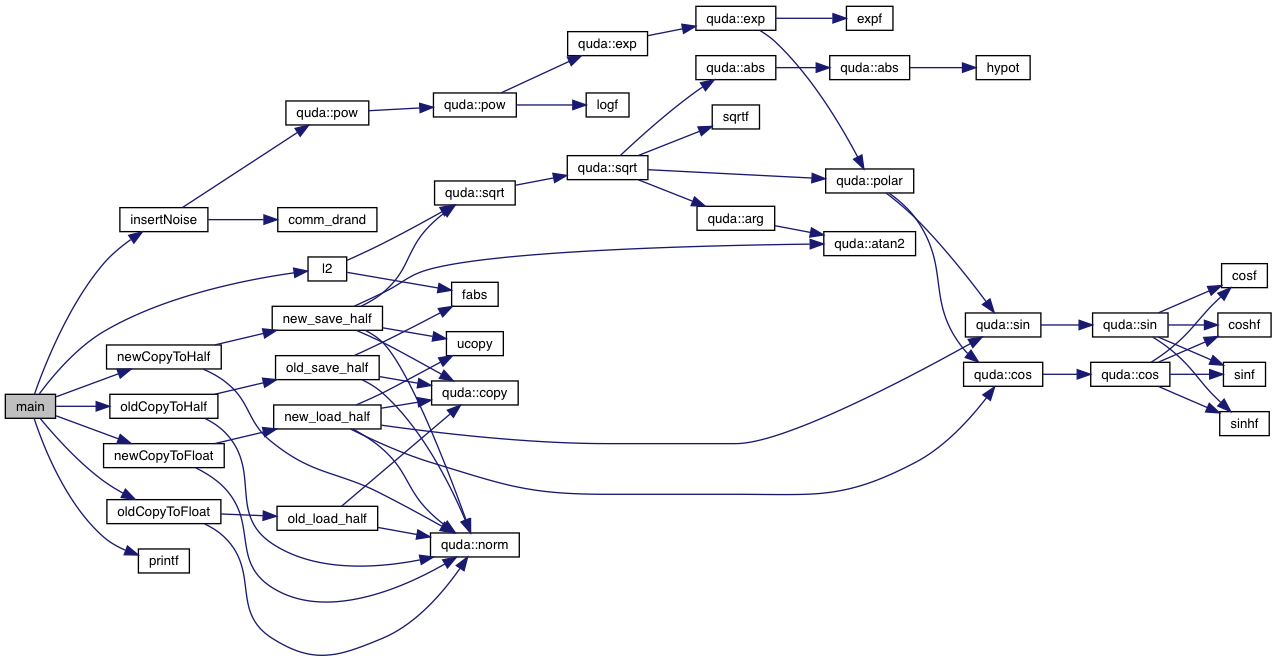 quda::exp
expf
quda::exp
quda::abs
quda::abs
hypot
quda::pow
quda::pow
logf
sqrtf
quda::sqrt
quda::polar
quda::sqrt
insertNoise
comm_drand
quda::arg
quda::atan2
l2
cosf
fabs
new_save_half
quda::sin
quda::sin
coshf
ucopy
newCopyToHalf
old_save_half
quda::cos
quda::cos
sinf
quda::copy
main
oldCopyToHalf
new_load_half
sinhf
newCopyToFloat
oldCopyToFloat
old_load_half
quda::norm
printf